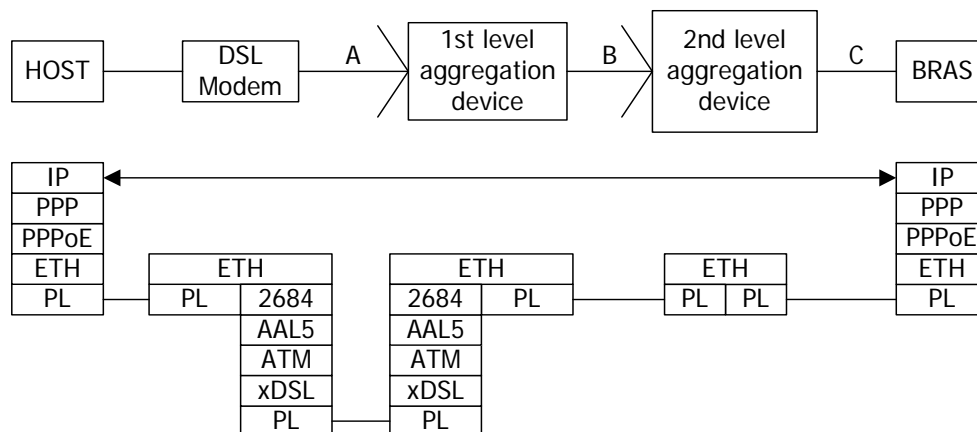 HOST
DSL
Modem
A
1st level
aggregation
device
B
2nd level
aggregation
device
C
BRAS
IP
PPP
PPPoE
ETH
PL
ETH
PL
2684
AAL5
ATM
xDSL
PL
ETH
2684
PL
AAL5
ATM
xDSL
PL
ETH
PL
PL
IP
PPP
PPPoE
ETH
PL